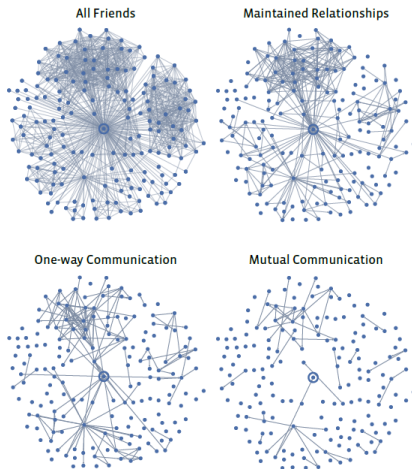 All Friends
Maintained Relationships
One-way Communication
Mutual Communication